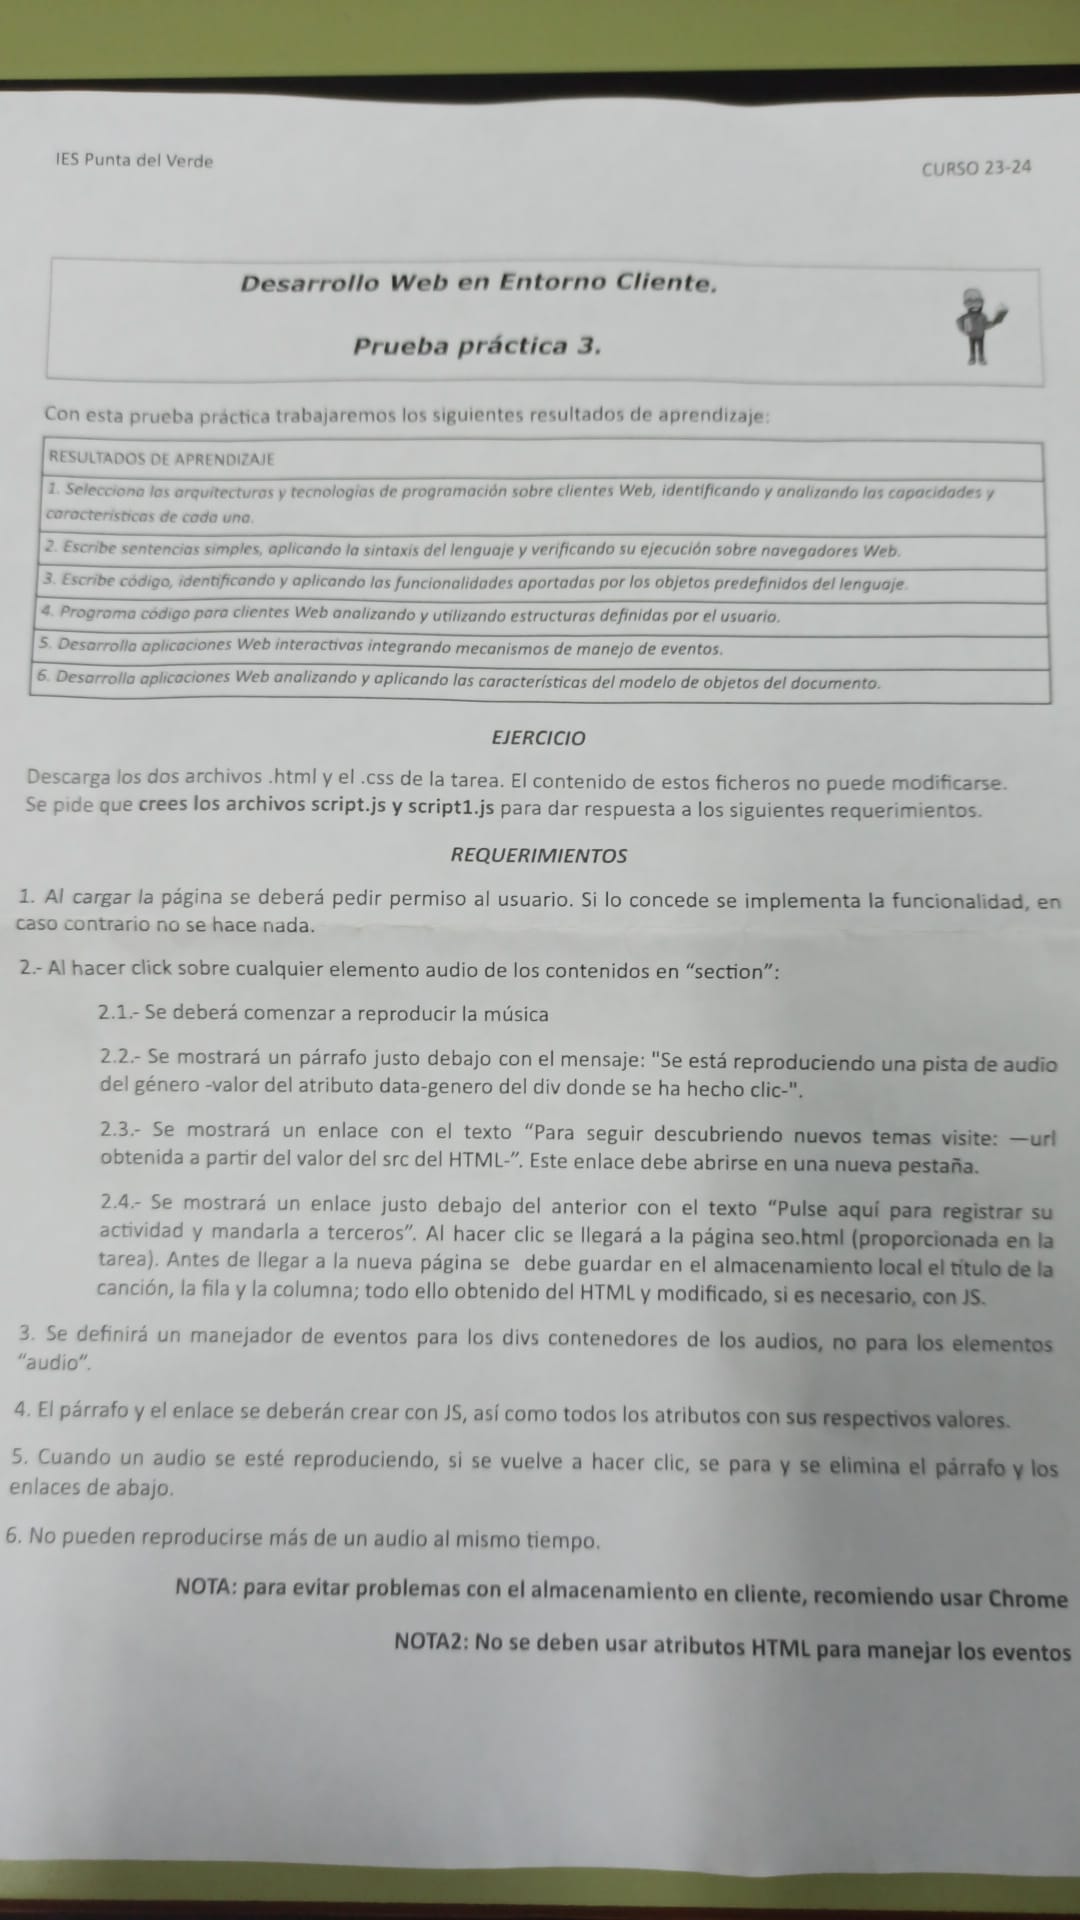 IES Punta del Verde
CURSO 23-24
Desarrollo Web en Entorno Cliente.
Prueba práctica 3.
Con esta prueba práctica trabajaremos los siguientes resultados de aprendizaje:
RESULTADOS DE APRENDIZAJE
1. Selecciona las arquitecturas y tecnologías de programación sobre clientes Web, identificando y analizando las capacidades y
características de cada una.
2. Escribe sentencias simples, aplicando la sintaxis del lenguaje y verificando su ejecución sobre navegadores Web.
3. Escribe código, identificando y aplicando las funcionalidades aportadas por los objetos predefinidos del lenguaje.
4. Programa código para clientes Web analizando y utilizando estructuras definidas por el usuario.
5. Desarrolla aplicaciones Web interactivas integrando mecanismos de manejo de eventos.
6. Desarrolla aplicaciones Web analizando y aplicando las características del modelo de objetos del documento.
EJERCICIO
Descarga los dos archivos .html y el .css de la tarea. El contenido de estos ficheros no puede modificarse.
Se pide que crees los archivos script.js y script1.js para dar respuesta a los siguientes requerimientos.
REQUERIMIENTOS
1. Al cargar la página se deberá pedir permiso al usuario. Si lo concede se implementa la funcionalidad, en
caso contrario no se hace nada.
2.- Al hacer click sobre cualquier elemento audio de los contenidos en “section”:
2.1.- Se deberá comenzar a reproducir la música
2.2.- Se mostrará un párrafo justo debajo con el mensaje: "Se está reproduciendo una pista de audio
del género -valor del atributo data-genero del div donde se ha hecho clic-".
2.3.- Se mostrará un enlace con el texto “Para seguir descubriendo nuevos temas visite: —url
obtenida a partir del valor del src del HTML-”. Este enlace debe abrirse en una nueva pestaña.
2.4.- Se mostrará un enlace justo debajo del anterior con el texto “Pulse aquí para registrar su
actividad y mandarla a terceros”. Al hacer clic se llegará a la página seo.html (proporcionada en la
tarea). Antes de llegar a la nueva página se debe guardar en el almacenamiento local el título de la
canción, la fila y la columna; todo ello obtenido del HTML y modificado, si es necesario, con JS.
3. Se definirá un manejador de eventos para los divs contenedores de los audios, no para los elementos
“audio”.
4. El párrafo y el enlace se deberán crear con JS, así como todos los atributos con sus respectivos valores.
5. Cuando un audio se esté reproduciendo, si se vuelve a hacer clic, se para y se elimina el párrafo y los
enlaces de abajo.
6. No pueden reproducirse más de un audio al mismo tiempo.
NOTA: para evitar problemas con el almacenamiento en cliente, recomiendo usar Chrome
NOTA2: No se deben usar atributos HTML para manejar los eventos